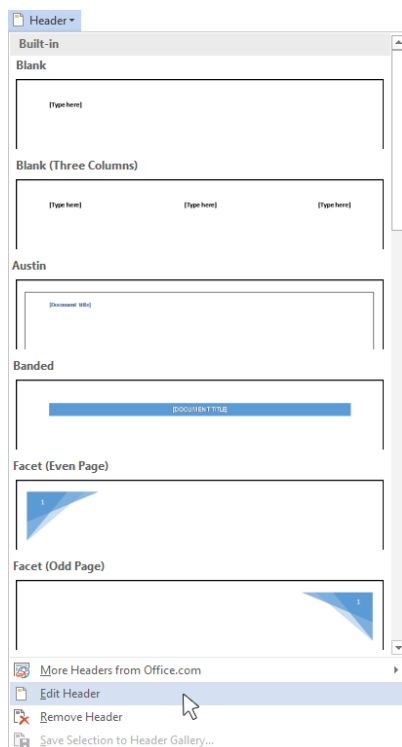 Header
Built-in
Blank
[Type here]
Blank (Three Columns)
[Type here] [Type here] [Type here]
Austin
[Document title]
Banded
[DOCUMENT TITLE]
Facet (Even Page)
1
Facet (Odd Page)
1
More Headers from Office.com
Edit Header
Remove Header
Save Selection to Header Gallery...